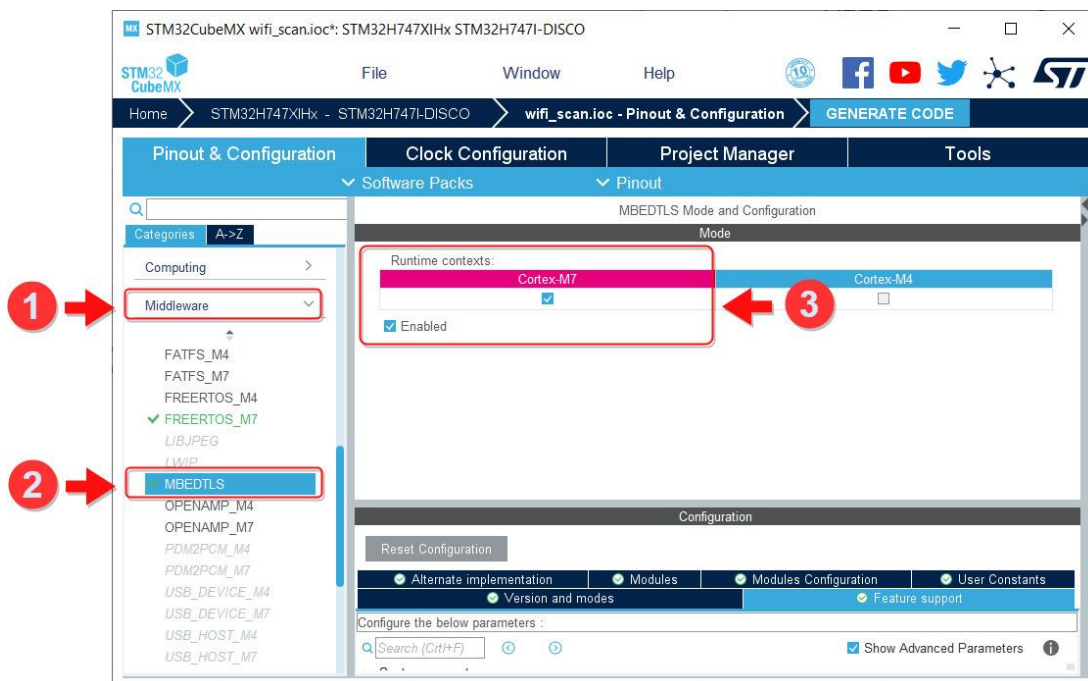 MX STM32CubeMX wifi_scan.ioc*: STM32H747XIHx STM32H747I-DISCO
STM32 CubeMX File Window Help 10 ST
Home STM32H747XIHx - STM32H747I-DISCO wifi_scan.ioc - Pinout & Configuration GENERATE CODE
Pinout & Configuration Clock Configuration Project Manager Tools
Software Packs Pinout
MBEDTLS Mode and Configuration
Categories A->Z
Mode
Computing
Runtime contexts:
Cortex-M7 Cortex-M4
1
Middleware
3
Enabled
FATFS_M4
FATFS_M7
FREERTOS_M4
FREERTOS_M7
LIBJPEG
LWIP
2
MBEDTLS
OPENAMP_M4
OPENAMP_M7
PDM2PCM_M4
PDM2PCM_M7
USB_DEVICE_M4
USB_DEVICE_M7
USB_HOST_M4
USB_HOST_M7
Configuration
Reset Configuration
Alternate implementation Modules Modules Configuration User Constants
Version and modes Feature support
Configure the below parameters :
Search (Crtl+F) Show Advanced Parameters